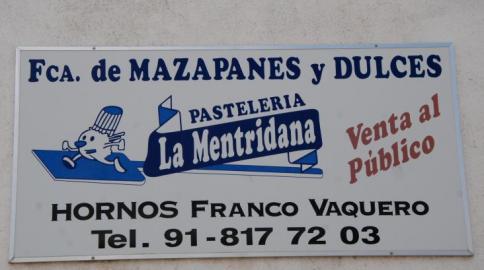 FCA. de MAZAPANES y DULCES
PASTELERIA
La Mentridana
Venta al
Público
HORNOS FRANCO VAQUERO
Tel. 91-817 72 03